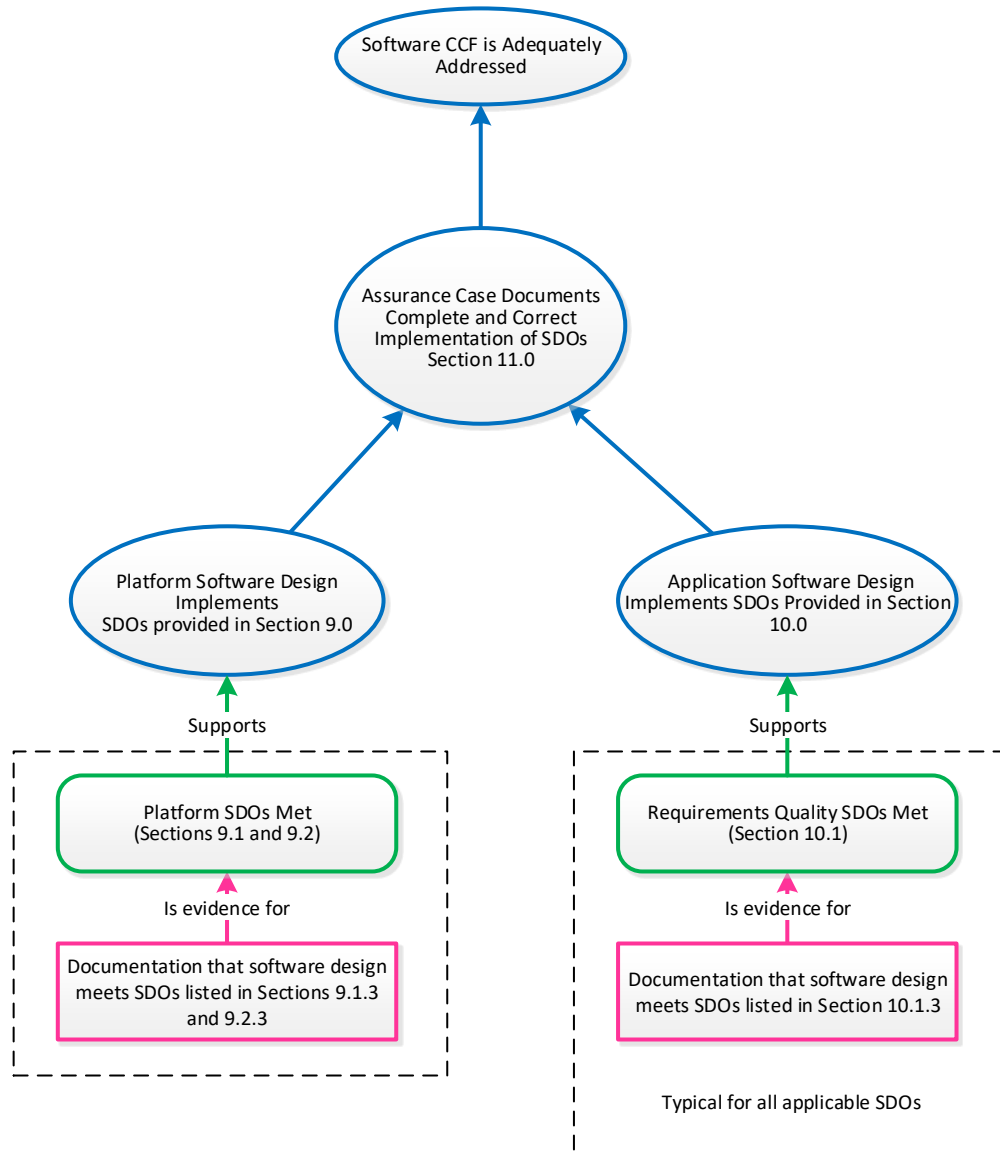 Software CCF is Adequately
Addressed
Assurance Case Documents
Complete and Correct
Implementation of SDOs
Section 11.0
Platform Software Design
Implements
SDOs provided in Section 9.0
Application Software Design
Implements SDOs Provided in Section
10.0
Supports
Supports
Platform SDOs Met
(Sections 9.1 and 9.2)
Requirements Quality SDOs Met
(Section 10.1)
Is evidence for
Is evidence for
Documentation that software design
meets SDOs listed in Sections 9.1.3
and 9.2.3
Documentation that software design
meets SDOs listed in Section 10.1.3
Typical for all applicable SDOs